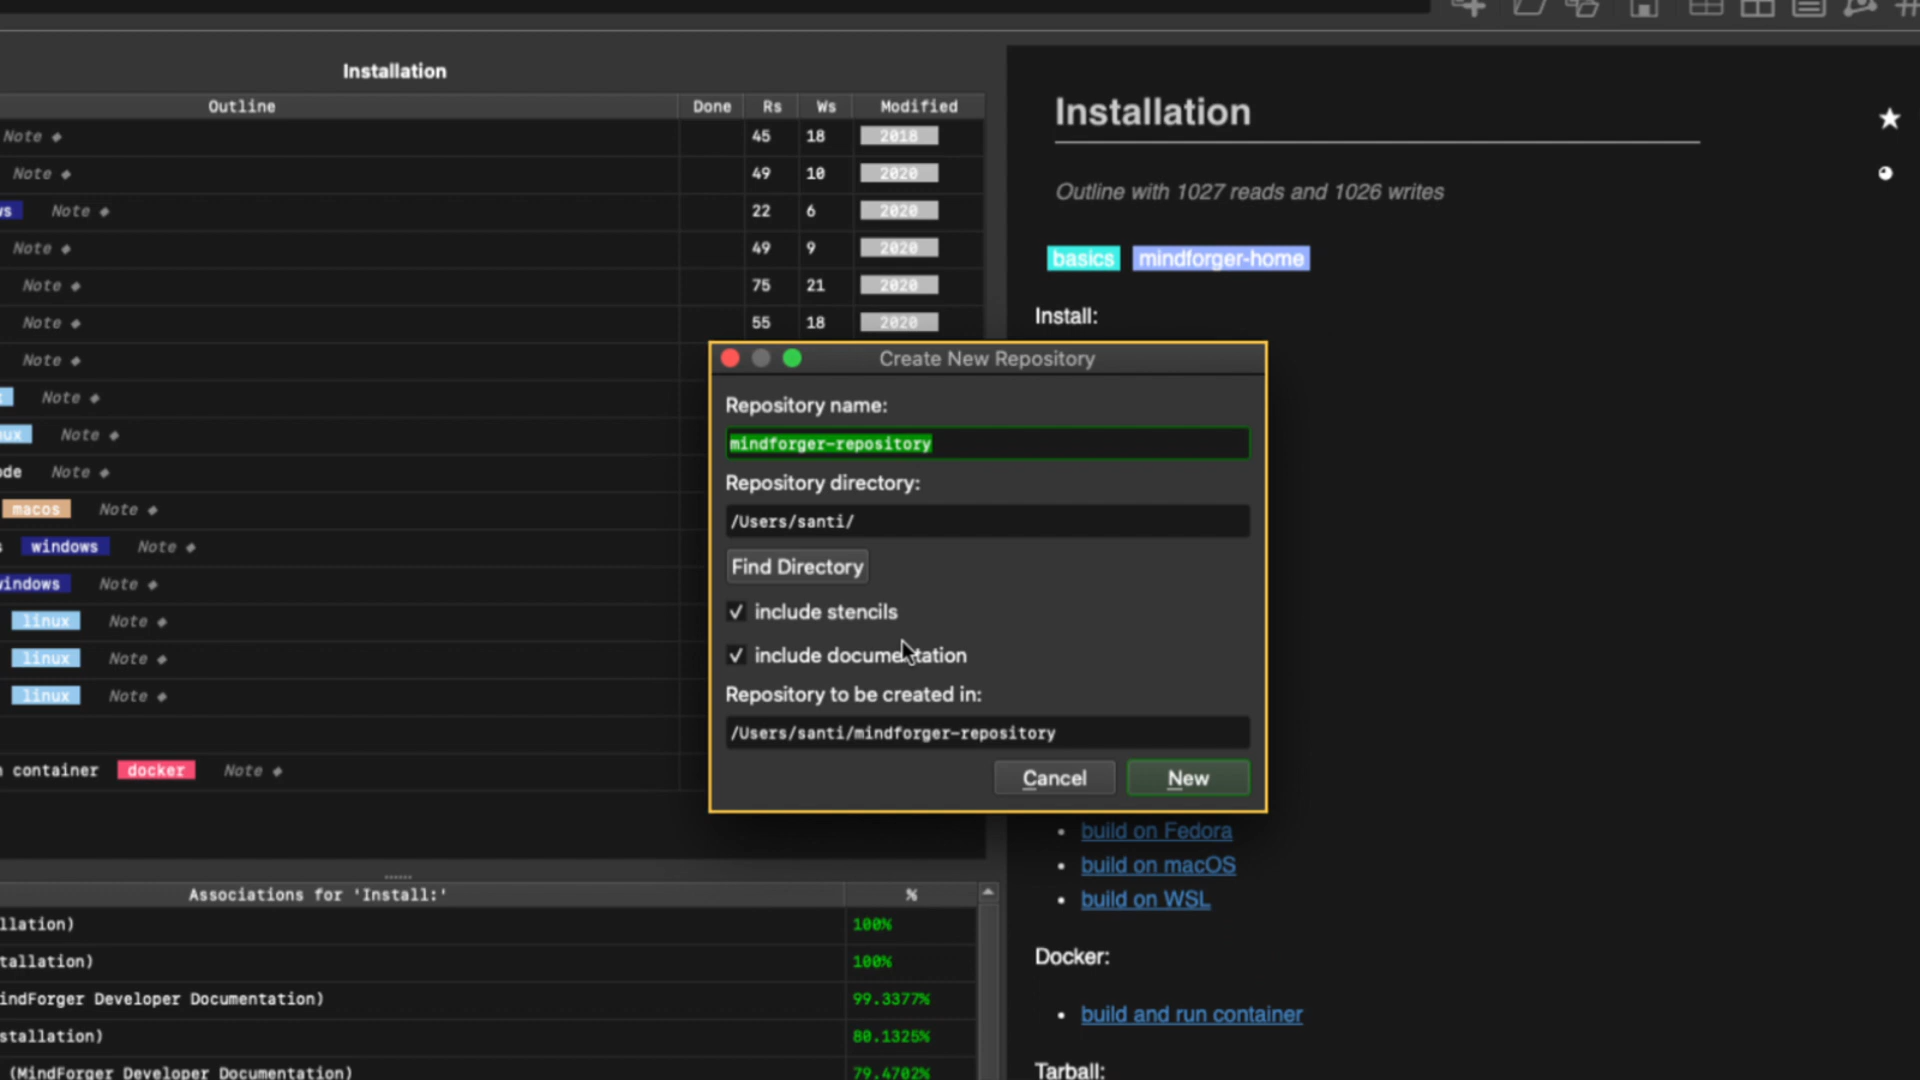 Installation
Outline Done Rs Ws Modified
Note ◆ 45 18 2018
Note ◆ 49 10 2020
Note ◆ 22 6 2020
Note ◆ 49 9 2020
Note ◆ 75 21 2020
Note ◆ 55 18 2020
Note ◆
Note ◆
Note ◆
Note ◆
macos Note ◆
windows Note ◆
windows Note ◆
linux Note ◆
linux Note ◆
linux Note ◆
container docker Note ◆
Associations for 'Install:' %
llation) 100%
tallation) 100%
indForger Developer Documentation) 99.3377%
stallation) 80.1325%
(MindForger Developer Documentation) 79.4702%
Installation
Outline with 1027 reads and 1026 writes
basics mindforger-home
Install:
build on Fedora
build on macOS
build on WSL
Docker:
build and run container
Tarball:
Create New Repository
Repository name:
mindforger-repository
Repository directory:
/Users/santi/
Find Directory
include stencils
include documentation
Repository to be created in:
/Users/santi/mindforger-repository
Cancel New